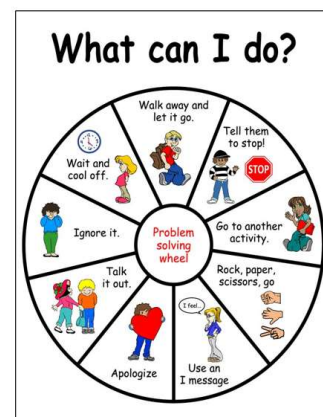 What can I do?
Walk away and
let it go.
Tell them
to stop!
STOP
Go to another
activity.
Rock, paper,
scissors, go
Use an
I message
I feel...
Apologize
Talk
it out.
Ignore it.
Wait and
cool off.
Problem
solving
wheel